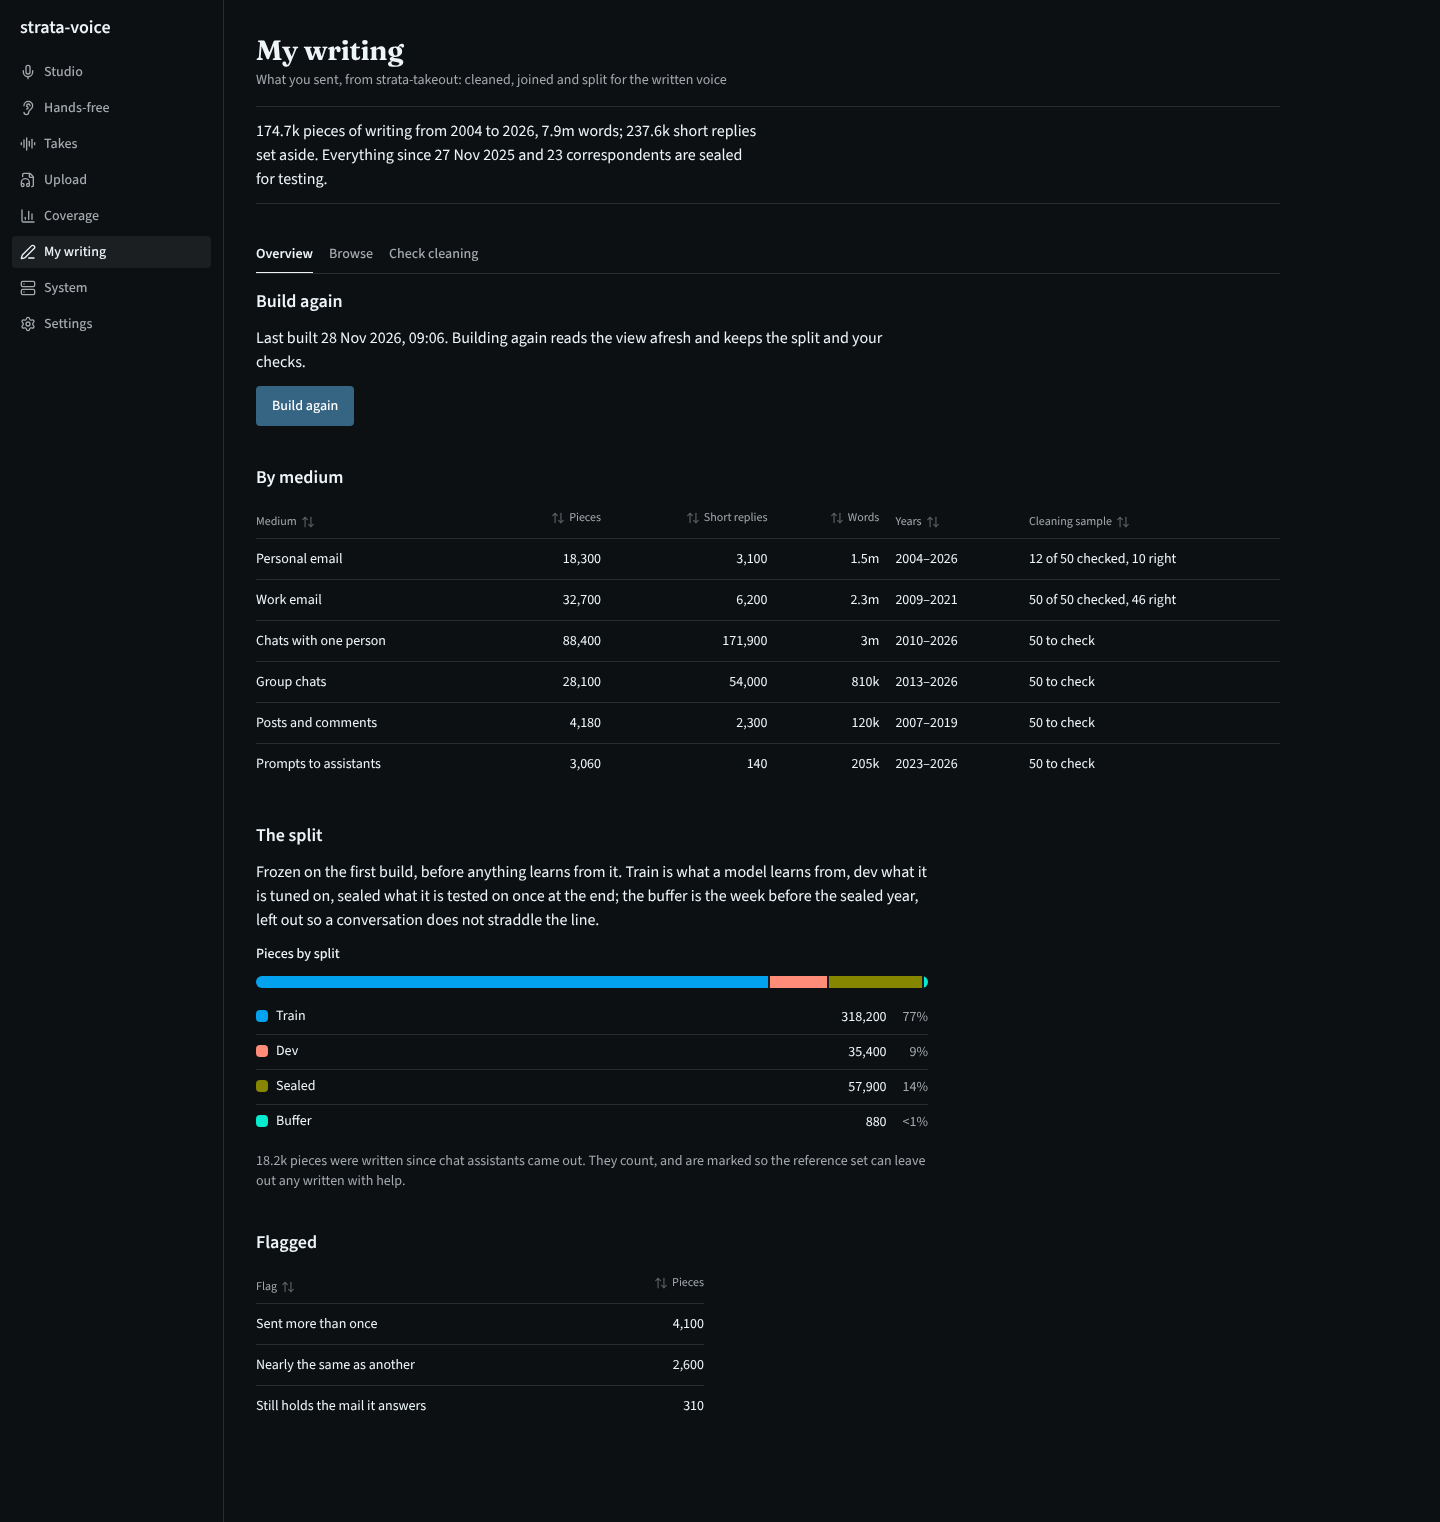 strata-voice
Studio
Hands-free
Takes
Upload
Coverage
My writing
System
Settings
My writing
What you sent, from strata-takeout: cleaned, joined and split for the written voice
174.7k pieces of writing from 2004 to 2026, 7.9m words; 237.6k short replies
set aside. Everything since 27 Nov 2025 and 23 correspondents are sealed
for testing.
Overview Browse Check cleaning
Build again
Last built 28 Nov 2026, 09:06. Building again reads the view afresh and keeps the split and your
checks.
Build again
By medium
Medium Pieces Short replies Words Years Cleaning sample
Personal email 18,300 3,100 1.5m 2004–2026 12 of 50 checked, 10 right
Work email 32,700 6,200 2.3m 2009–2021 50 of 50 checked, 46 right
Chats with one person 88,400 171,900 3m 2010–2026 50 to check
Group chats 28,100 54,000 810k 2013–2026 50 to check
Posts and comments 4,180 2,300 120k 2007–2019 50 to check
Prompts to assistants 3,060 140 205k 2023–2026 50 to check
The split
Frozen on the first build, before anything learns from it. Train is what a model learns from, dev what it
is tuned on, sealed what it is tested on once at the end; the buffer is the week before the sealed year,
left out so a conversation does not straddle the line.
Pieces by split
Train 318,200 77%
Dev 35,400 9%
Sealed 57,900 14%
Buffer 880 <1%
18.2k pieces were written since chat assistants came out. They count, and are marked so the reference set can leave
out any written with help.
Flagged
Flag Pieces
Sent more than once 4,100
Nearly the same as another 2,600
Still holds the mail it answers 310